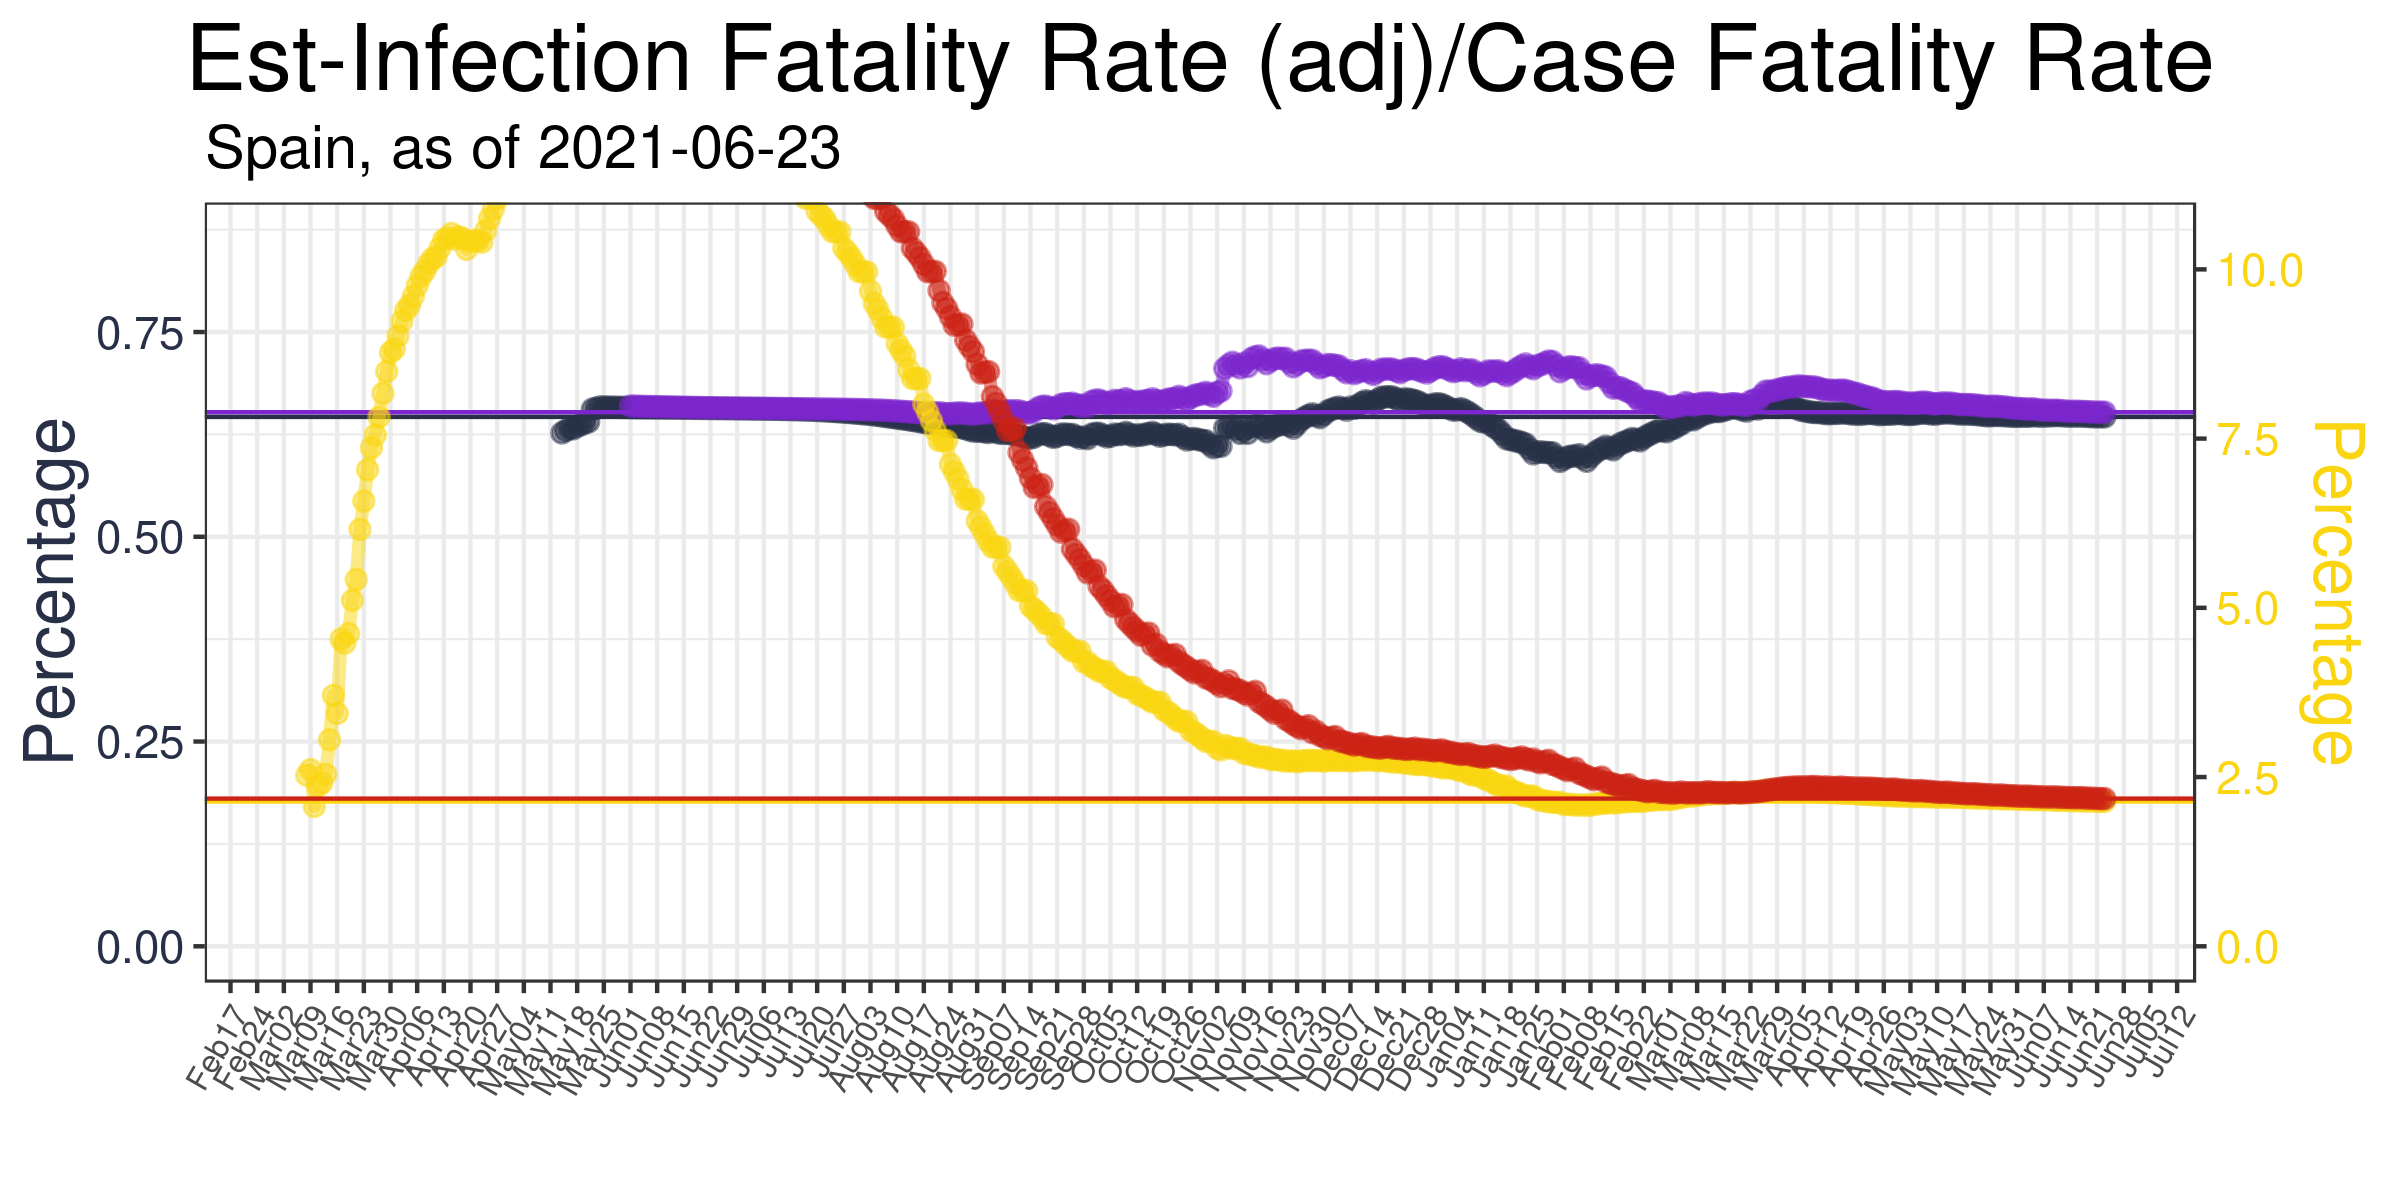 Est-Infection Fatality Rate (adj)/Case Fatality Rate
Spain, as of 2021-06-23
Percentage
0.75
0.50
0.25
0.00
10.0
7.5
5.0
2.5
0.0
Percentage
Feb17
Feb24
Mar02
Mar09
Mar16
Mar23
Mar30
Apr06
Apr13
Apr20
Apr27
May04
May11
May18
May25
Jun01
Jun08
Jun15
Jun22
Jun29
Jul06
Jul13
Jul20
Jul27
Aug03
Aug10
Aug17
Aug24
Aug31
Sep07
Sep14
Sep21
Sep28
Oct05
Oct12
Oct19
Oct26
Nov02
Nov09
Nov16
Nov23
Nov30
Dec07
Dec14
Dec21
Dec28
Jan04
Jan11
Jan18
Jan25
Feb01
Feb08
Feb15
Feb22
Mar01
Mar08
Mar15
Mar22
Mar29
Apr05
Apr12
Apr19
Apr26
May03
May10
May17
May24
May31
Jun07
Jun14
Jun21
Jun28
Jul05
Jul12